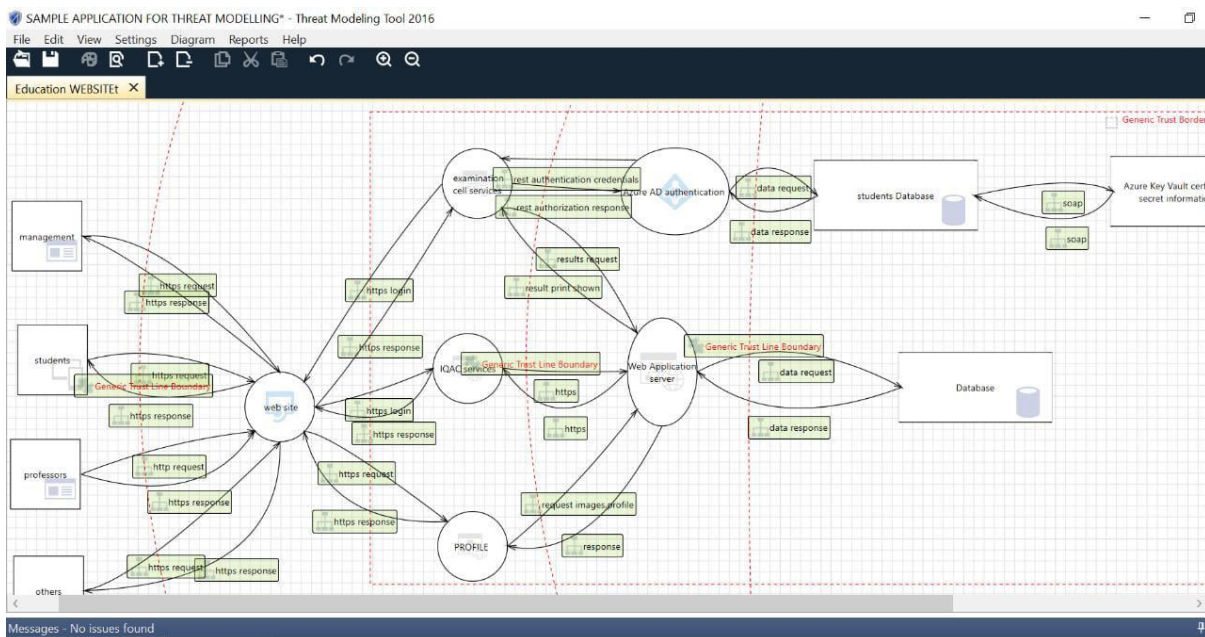 SAMPLE APPLICATION FOR THREAT MODELLING* - Threat Modeling Tool 2016
File Edit View Settings Diagram Reports Help
Education WEBSITEt
Generic Trust Border
examination
cell services
rest authentication credentials
rest authorization response
Azure AD authentication
data request
data response
students Database
soap
soap
Azure Key Vault
secret
management
https request
https response
https login
https response
results request
result print shown
students
https request
Generic Trust Line Boundary
https response
web site
https login
https response
IQAC services
Generic Trust Line Boundary
https
https
Web Application
server
Generic Trust Line Boundary
data request
data response
Database
professors
http request
https response
https request
https response
PROFILE
request images,profile
response
others
https request
https response
Messages - No issues found